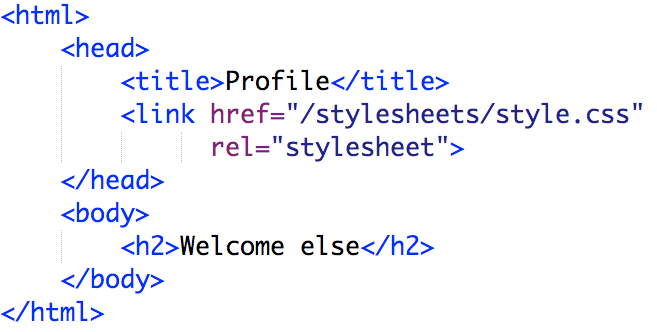 <html>
    <head>
        <title>Profile</title>
        <link href="/stylesheets/style.css"
              rel="stylesheet">
    </head>
    <body>
        <h2>Welcome else</h2>
    </body>
</html>